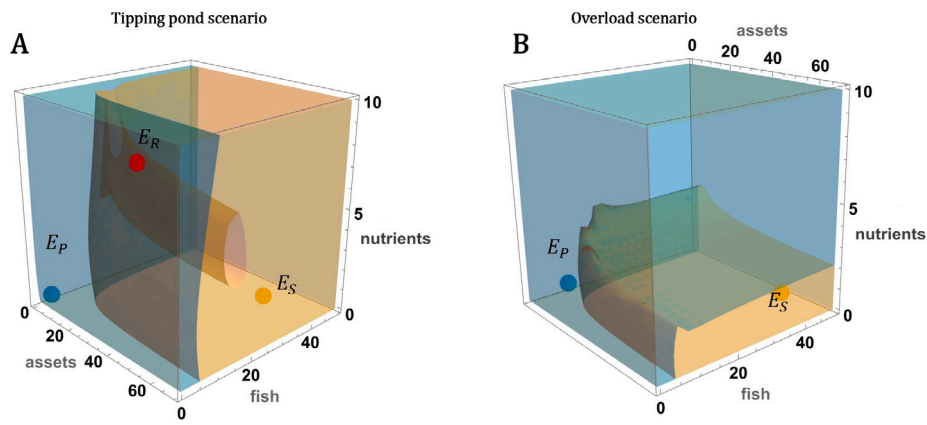 Tipping pond scenario
A
10
5
0
nutrients
E_R
E_P
E_S
0
20
40
60
assets
0
20
40
fish
Overload scenario
B
assets
0
20
40
60
10
5
0
nutrients
E_P
E_S
0
20
40
fish